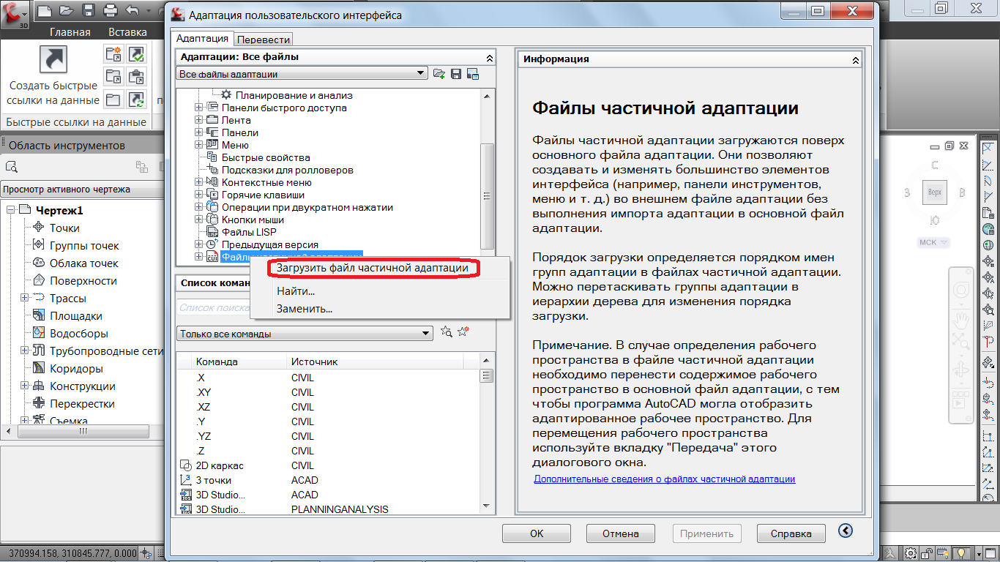 Адаптация пользовательского интерфейса
3D
Главная
Вставка
Создать быстрые
ссылки на данные
Быстрые ссылки на данные
Область инструментов
Просмотр активного чертежа
Чертеж1
Точки
Группы точек
Облака точек
Поверхности
Трассы
Площадки
Водосборы
Трубопроводные сети
Коридоры
Конструкции
Перекрестки
Съемка
370994.158, 310845.777, 0.000
Адаптация
Перевести
Адаптации: Все файлы
Все файлы адаптации
Планирование и анализ
Панели быстрого доступа
Лента
Панели
Меню
Быстрые свойства
Подсказки для ролловеров
Контекстные меню
Горячие клавиши
Операции при двукратном нажатии
Кнопки мыши
Файлы LISP
Предыдущая версия
CUI
Загрузить файл частичной адаптации
Найти...
Заменить...
Список коман
Список поиска
Только все команды
Команда Источник
.X CIVIL
.XY CIVIL
.XZ CIVIL
.Y CIVIL
.YZ CIVIL
.Z CIVIL
2D каркас CIVIL
3 точки ACAD
3D Studio... ACAD
3D Studio... PLANNINGANALYSIS
Информация
Файлы частичной адаптации
Файлы частичной адаптации загружаются поверх
основного файла адаптации. Они позволяют
создавать и изменять большинство элементов
интерфейса (например, панели инструментов,
меню и т. д.) во внешнем файле адаптации без
выполнения импорта адаптации в основной файл
адаптации.
Порядок загрузки определяется порядком имен
групп адаптации в файлах частичной адаптации.
Можно перетаскивать группы адаптации в
иерархии дерева для изменения порядка
загрузки.
Примечание. В случае определения рабочего
пространства в файле частичной адаптации
необходимо перенести содержимое рабочего
пространство в основной файл адаптации, с тем
чтобы программа AutoCAD могла отобразить
адаптированное рабочее пространство. Для
перемещения рабочего пространства
используйте вкладку "Передача" этого
диалогового окна.
Дополнительные сведения о файлах частичной адаптации
OK
Отмена
Применить
Справка
С
З
Верх
В
Ю
МСК